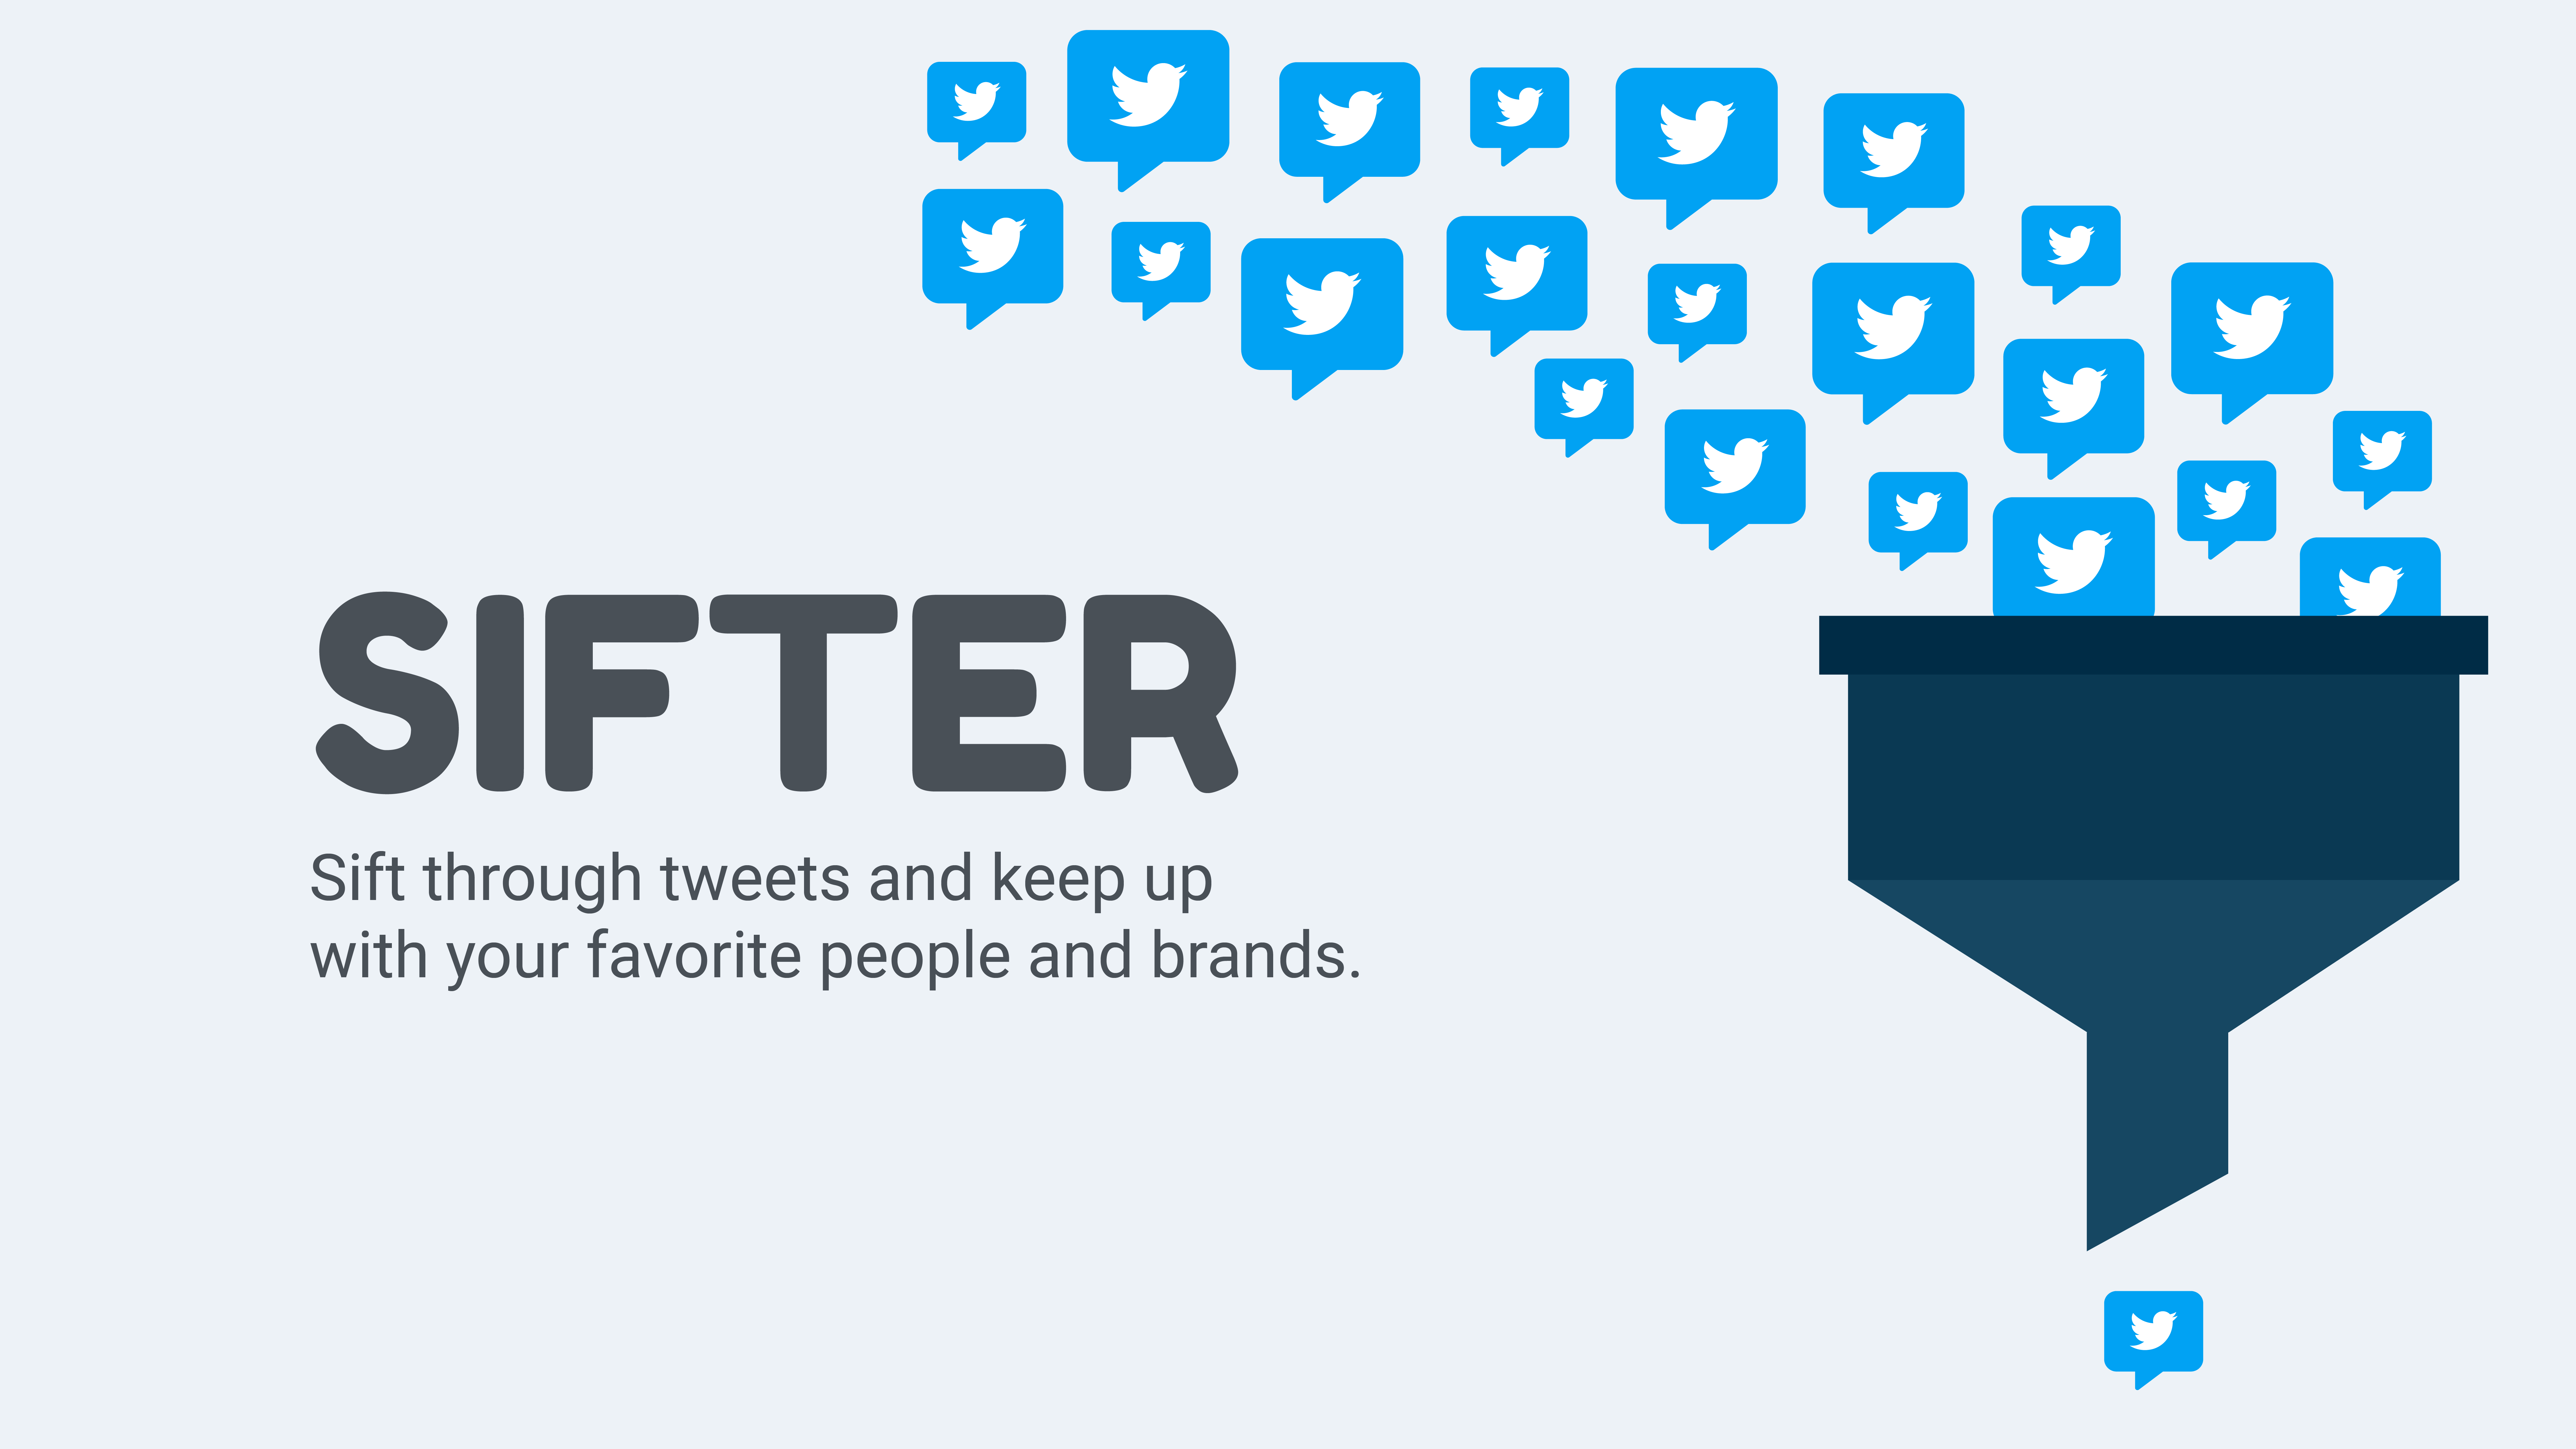 SIFTER
Sift through tweets and keep up
with your favorite people and brands.